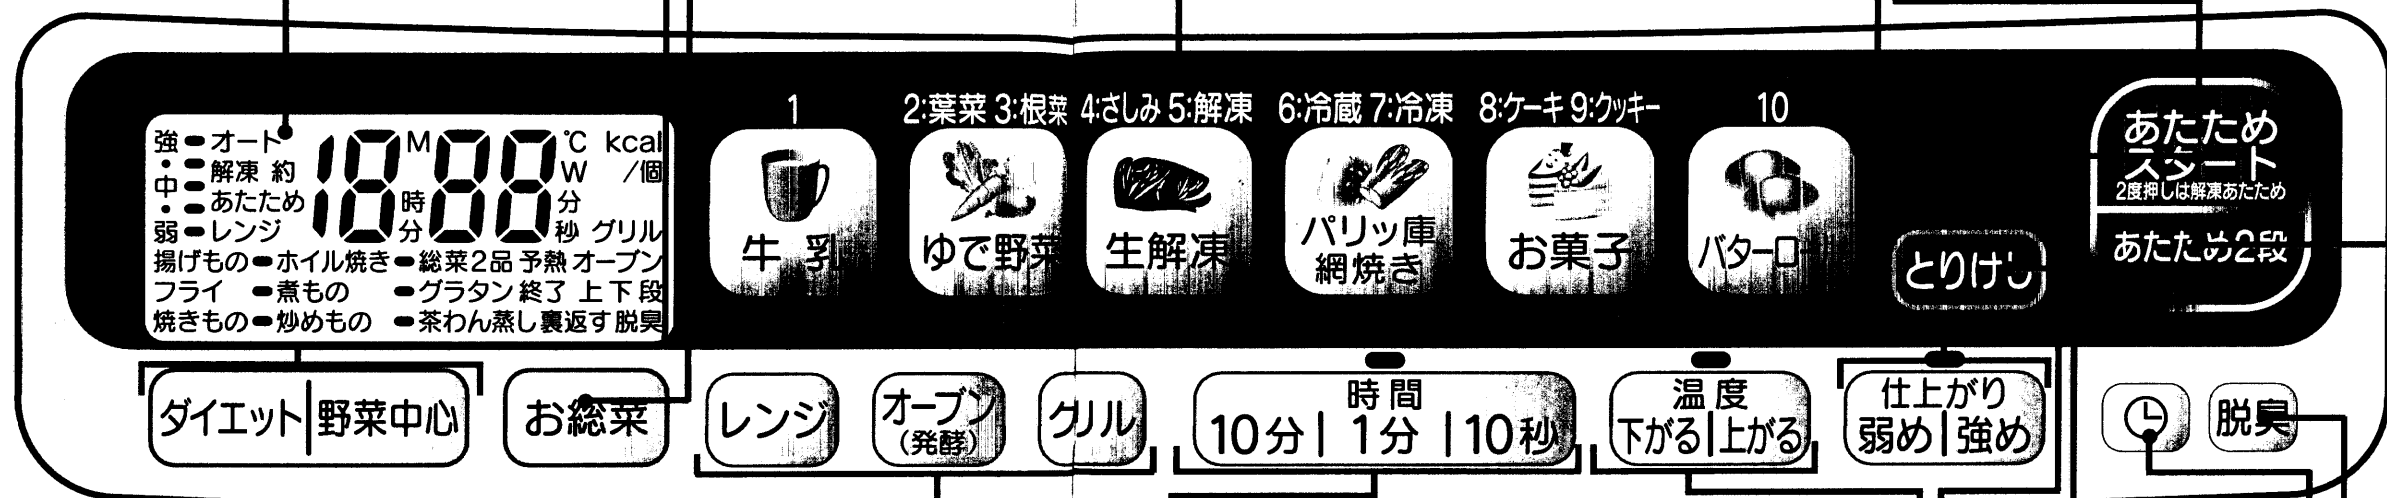 強 オート 18 M 88 ℃ kcal
解凍 約 W /個
中 あたため 時 分
弱 レンジ 分 秒 グリル
揚げもの ホイル焼き 総菜2品 予熱 オーブン
フライ 煮もの グラタン 終了 上下段
焼きもの 炒めもの 茶わん蒸し 裏返す 脱臭
1
牛乳
2:葉菜 3:根菜
ゆで野菜
4:さしみ 5:解凍
生解凍
6:冷蔵 7:冷凍
パリッ庫
網焼き
8:ケーキ 9:クッキー
お菓子
10
バターロー
とりけし
あたため
スタート
2度押しは解凍あたため
あたため2段
ダイエット 野菜中心
お総菜
レンジ
オーブン
(発酵)
グリル
時間
10分 1分 10秒
温度
下がる 上がる
仕上がり
弱め 強め
脱臭